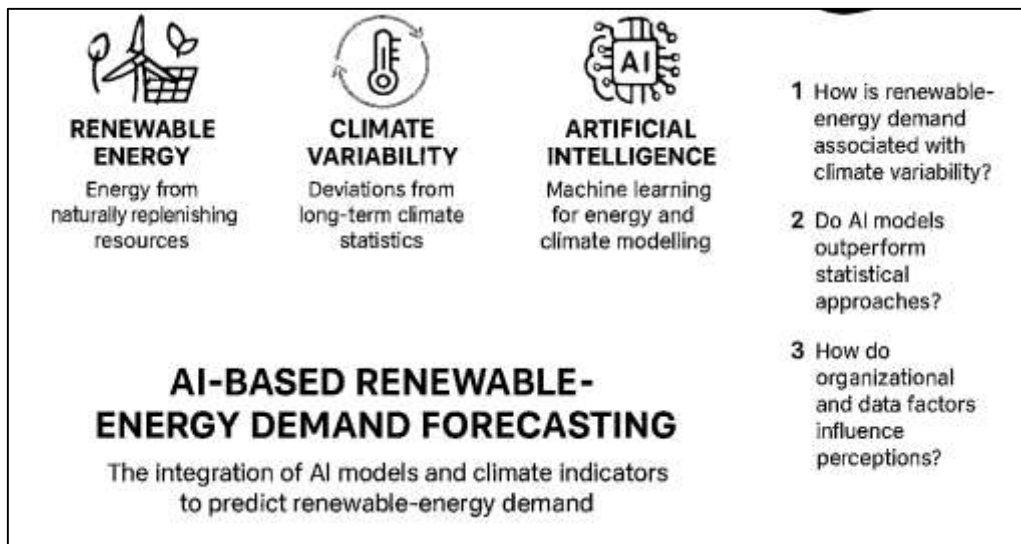 RENEWABLE
ENERGY
Energy from
naturally replenishing
resources
CLIMATE
VARIABILITY
Deviations from
long-term climate
statistics
AI
ARTIFICIAL
INTELLIGENCE
Machine learning
for energy and
climate modelling
AI-BASED RENEWABLE-
ENERGY DEMAND FORECASTING
The integration of AI models and climate indicators
to predict renewable-energy demand
1 How is renewable-
energy demand
associated with
climate variability?
2 Do AI models
outperform
statistical
approaches?
3 How do
organizational
and data factors
influence
perceptions?